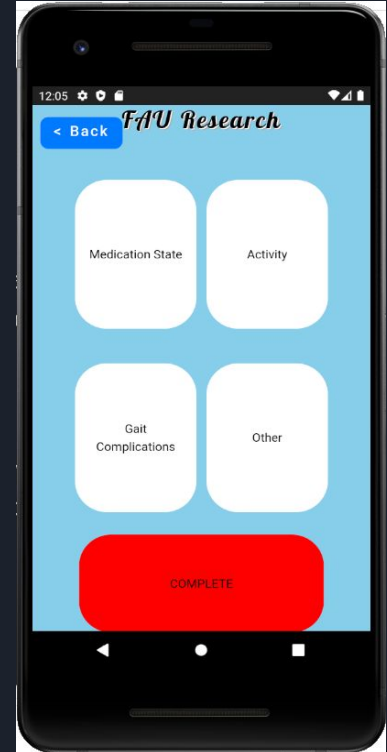 12:05
FAU Research
< Back
Medication State
Activity
Gait
Complications
Other
COMPLETE